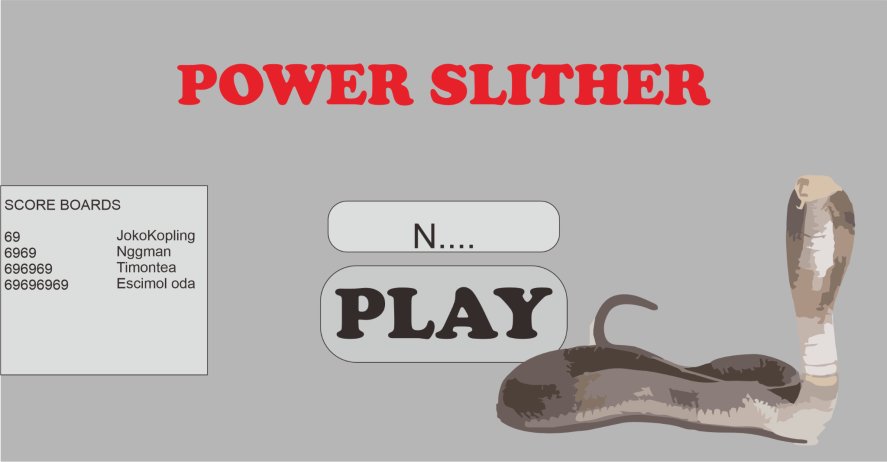 POWER SLITHER
SCORE BOARDS
69 JokoKopling
6969 Nggman
696969 Timontea
69696969 Escimol oda
N....
PLAY